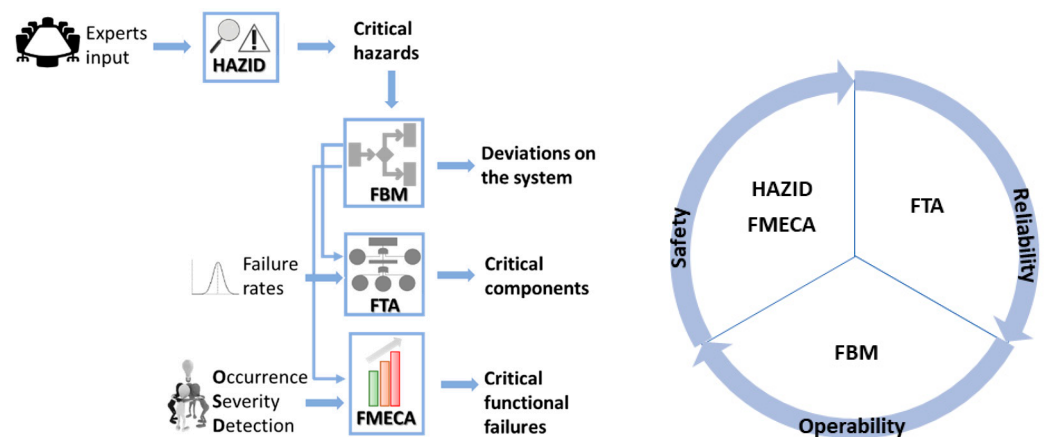 Experts
input
HAZID
Critical
hazards
FBM
Deviations on
the system
Failure
rates
FTA
Critical
components
Occurrence
Severity
Detection
FMECA
Critical
functional
failures
HAZID
FMECA
FTA
FBM
Safety
Reliability
Operability